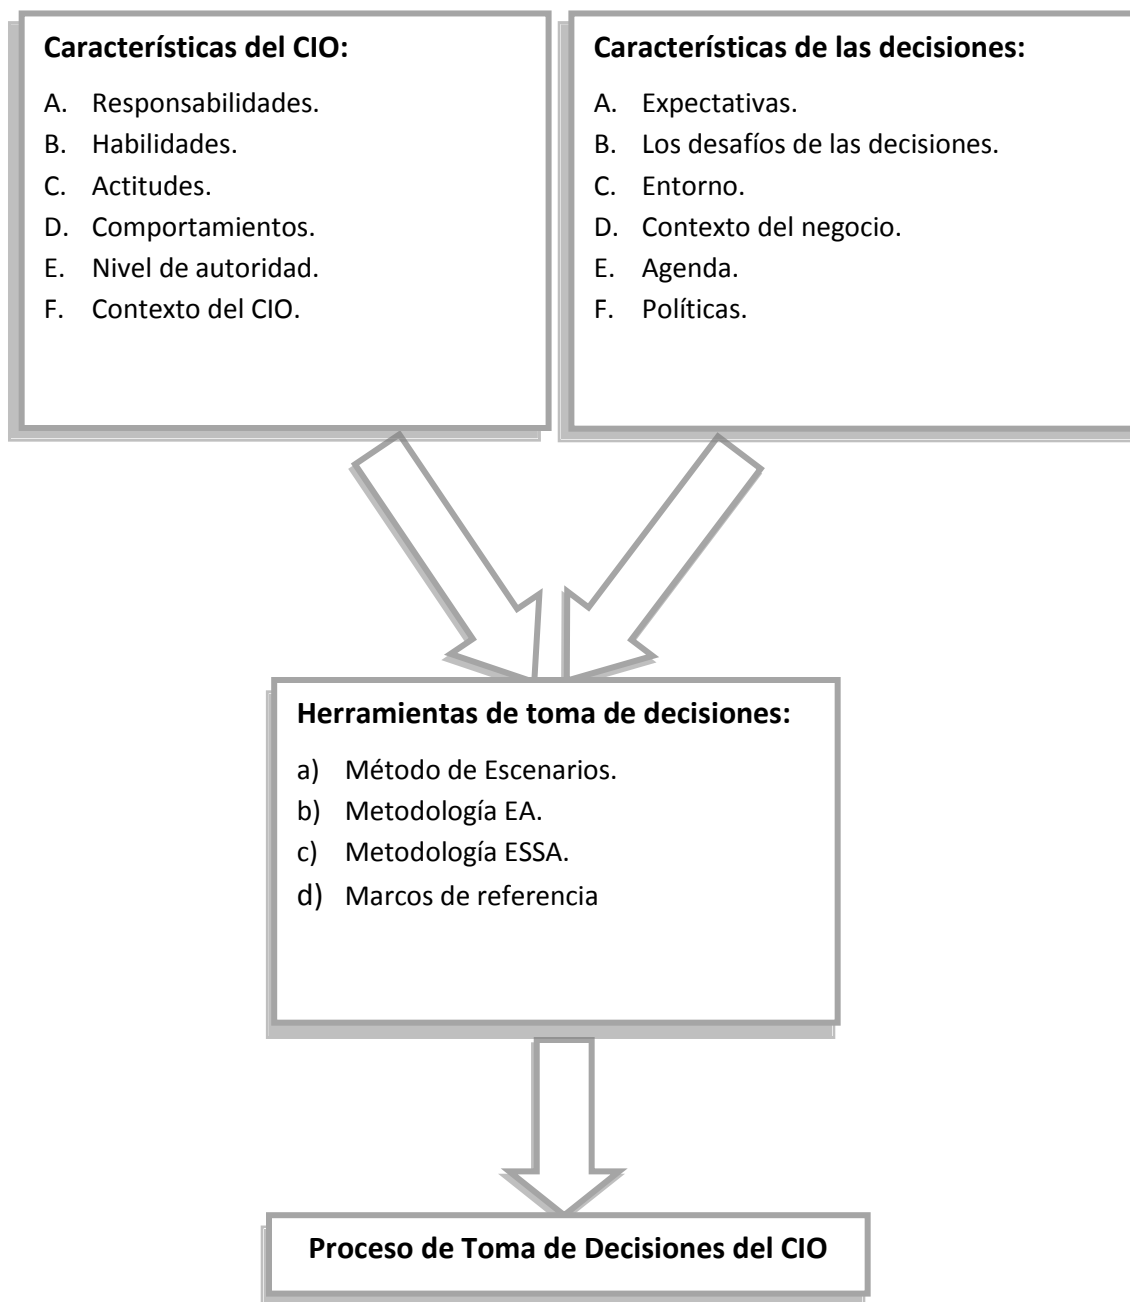 Características del CIO:
A. Responsabilidades.
B. Habilidades.
C. Actitudes.
D. Comportamientos.
E. Nivel de autoridad.
F. Contexto del CIO.
Características de las decisiones:
A. Expectativas.
B. Los desafíos de las decisiones.
C. Entorno.
D. Contexto del negocio.
E. Agenda.
F. Políticas.
Herramientas de toma de decisiones:
a) Método de Escenarios.
b) Metodología EA.
c) Metodología ESSA.
d) Marcos de referencia
Proceso de Toma de Decisiones del CIO